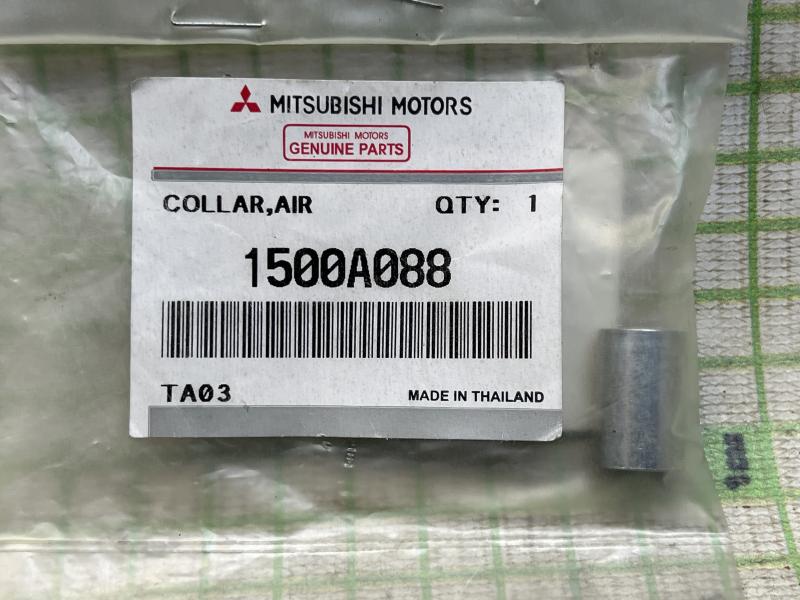 MITSUBISHI MOTORS
MITSUBISHI MOTORS
GENUINE PARTS
COLLAR,AIR QTY: 1
1500A088
TA03 MADE IN THAILAND